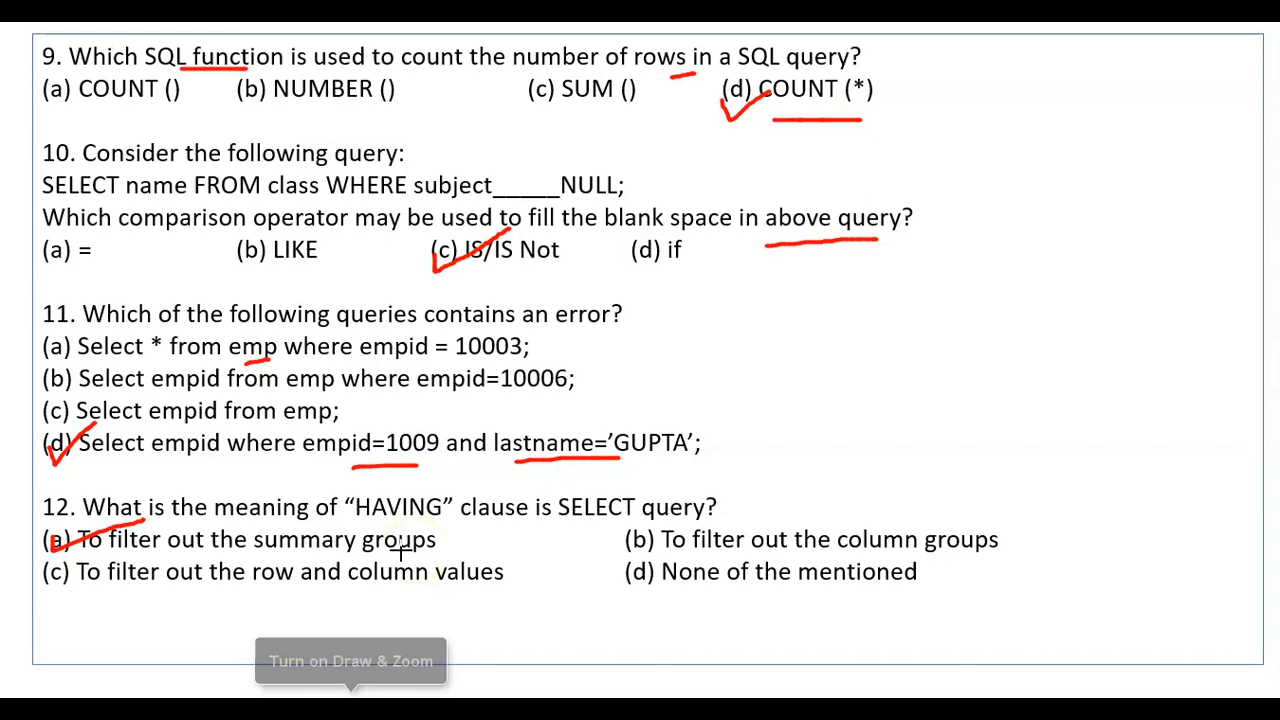 9. Which SQL function is used to count the number of rows in a SQL query?
(a) COUNT () (b) NUMBER () (c) SUM () (d) COUNT (*)
10. Consider the following query:
SELECT name FROM class WHERE subject_____NULL;
Which comparison operator may be used to fill the blank space in above query?
(a) = (b) LIKE (c) IS/IS Not (d) if
11. Which of the following queries contains an error?
(a) Select * from emp where empid = 10003;
(b) Select empid from emp where empid=10006;
(c) Select empid from emp;
(d) Select empid where empid=1009 and lastname=’GUPTA’;
12. What is the meaning of “HAVING” clause is SELECT query?
(a) To filter out the summary groups (b) To filter out the column groups
(c) To filter out the row and column values (d) None of the mentioned
Turn on Draw & Zoom